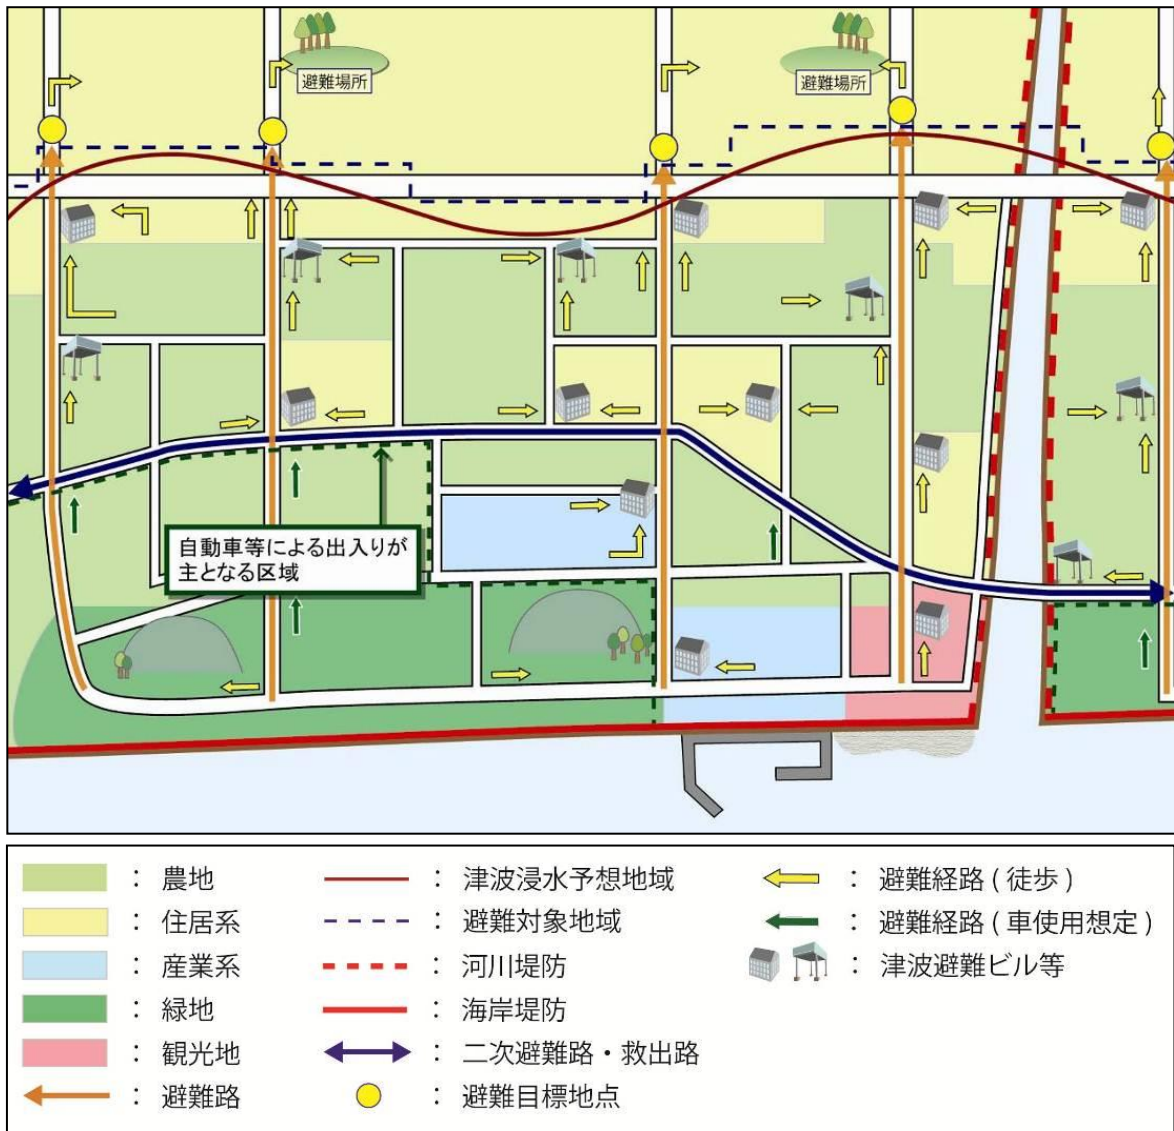 避難場所
避難場所
自動車等による出入りが
主となる区域
： 農地
： 津波浸水予想地域
： 避難経路 ( 徒歩 )
： 住居系
： 避難対象地域
： 避難経路 ( 車使用想定 )
： 産業系
： 河川堤防
： 津波避難ビル等
： 緑地
： 海岸堤防
： 観光地
： 二次避難路・救出路
： 避難路
： 避難目標地点